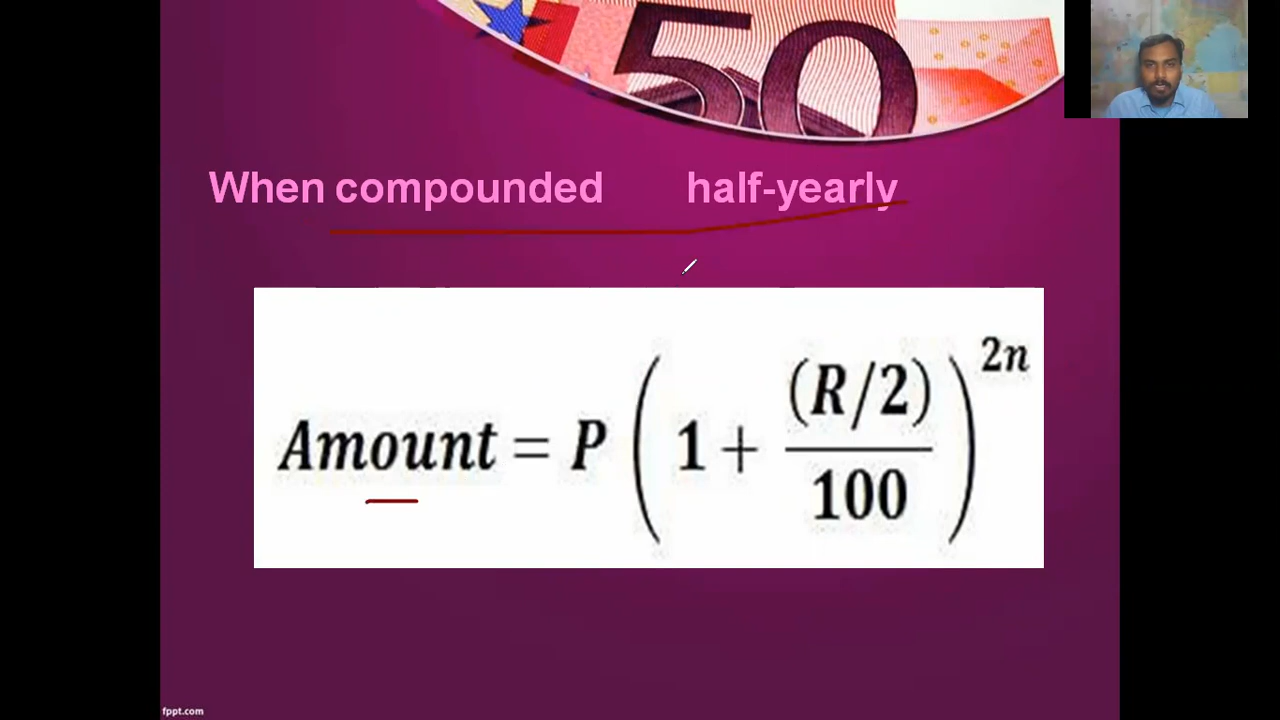 50
When compounded half-yearly
Amount = P ( 1 + (R/2) / 100 )^2n
fppt.com